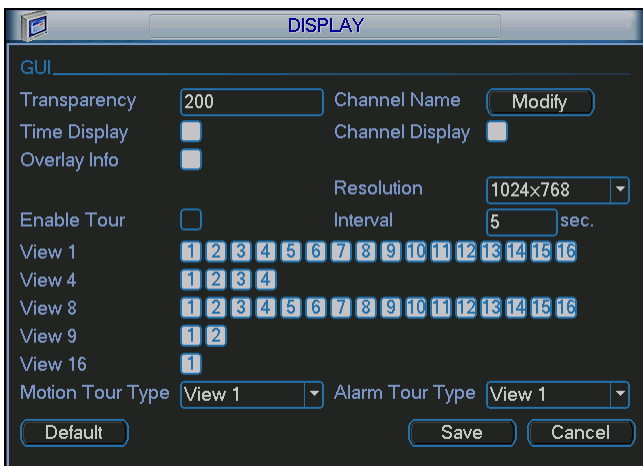 DISPLAY
GUI
Transparency 200 Channel Name Modify
Time Display Channel Display
Overlay Info
Resolution 1024×768
Enable Tour Interval 5 sec.
View 1 1 2 3 4 5 6 7 8 9 10 11 12 13 14 15 16
View 4 1 2 3 4
View 8 1 2 3 4 5 6 7 8 9 10 11 12 13 14 15 16
View 9 1 2
View 16 1
Motion Tour Type View 1 Alarm Tour Type View 1
Default Save Cancel